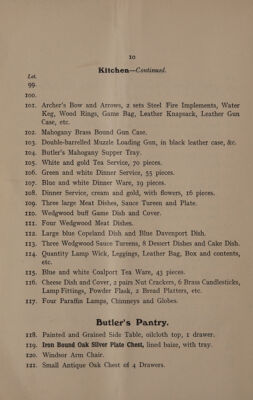 10
Kitchen—Continued.
Lot.
99.
100.
101. Archer's Bow and Arrows, 2 sets Steel Fire Implements, Water
Keg, Wood Rings, Game Bag, Leather Knapsack, Leather Gun
Case, etc.
102. Mahogany Brass Bound Gun Case.
103. Double-barrelled Muzzle Loading Gun, in black leather case, &c.
104. Butler's Mahogany Supper Tray.
105. White and gold Tea Service, 70 pieces.
106. Green and white Dinner Service, 55 pieces.
107. Blue and white Dinner Ware, 19 pieces.
108. Dinner Service, cream and gold, with flowers, 16 pieces.
109. Three large Meat Dishes, Sauce Tureen and Plate.
110. Wedgwood buff Game Dish and Cover.
111. Four Wedgwood Meat Dishes.
112. Large blue Copeland Dish and Blue Davenport Dish.
113. Three Wedgwood Sauce Tureens, 8 Dessert Dishes and Cake Dish.
114. Quantity Lamp Wick, Leggings, Leather Bag, Box and contents,
etc.
115. Blue and white Coalport Tea Ware, 43 pieces.
116. Cheese Dish and Cover, 2 pairs Nut Crackers, 6 Brass Candlesticks,
Lamp Fittings, Powder Flask, 2 Bread Platters, etc.
117. Four Paraffin Lamps, Chimneys and Globes.
Butler's Pantry.
118. Painted and Grained Side Table, oilcloth top, 1 drawer.
119. Iron Bound Oak Silver Plate Chest, lined baize, with tray.
120. Windsor Arm Chair.
121. Small Antique Oak Chest of 4 Drawers.